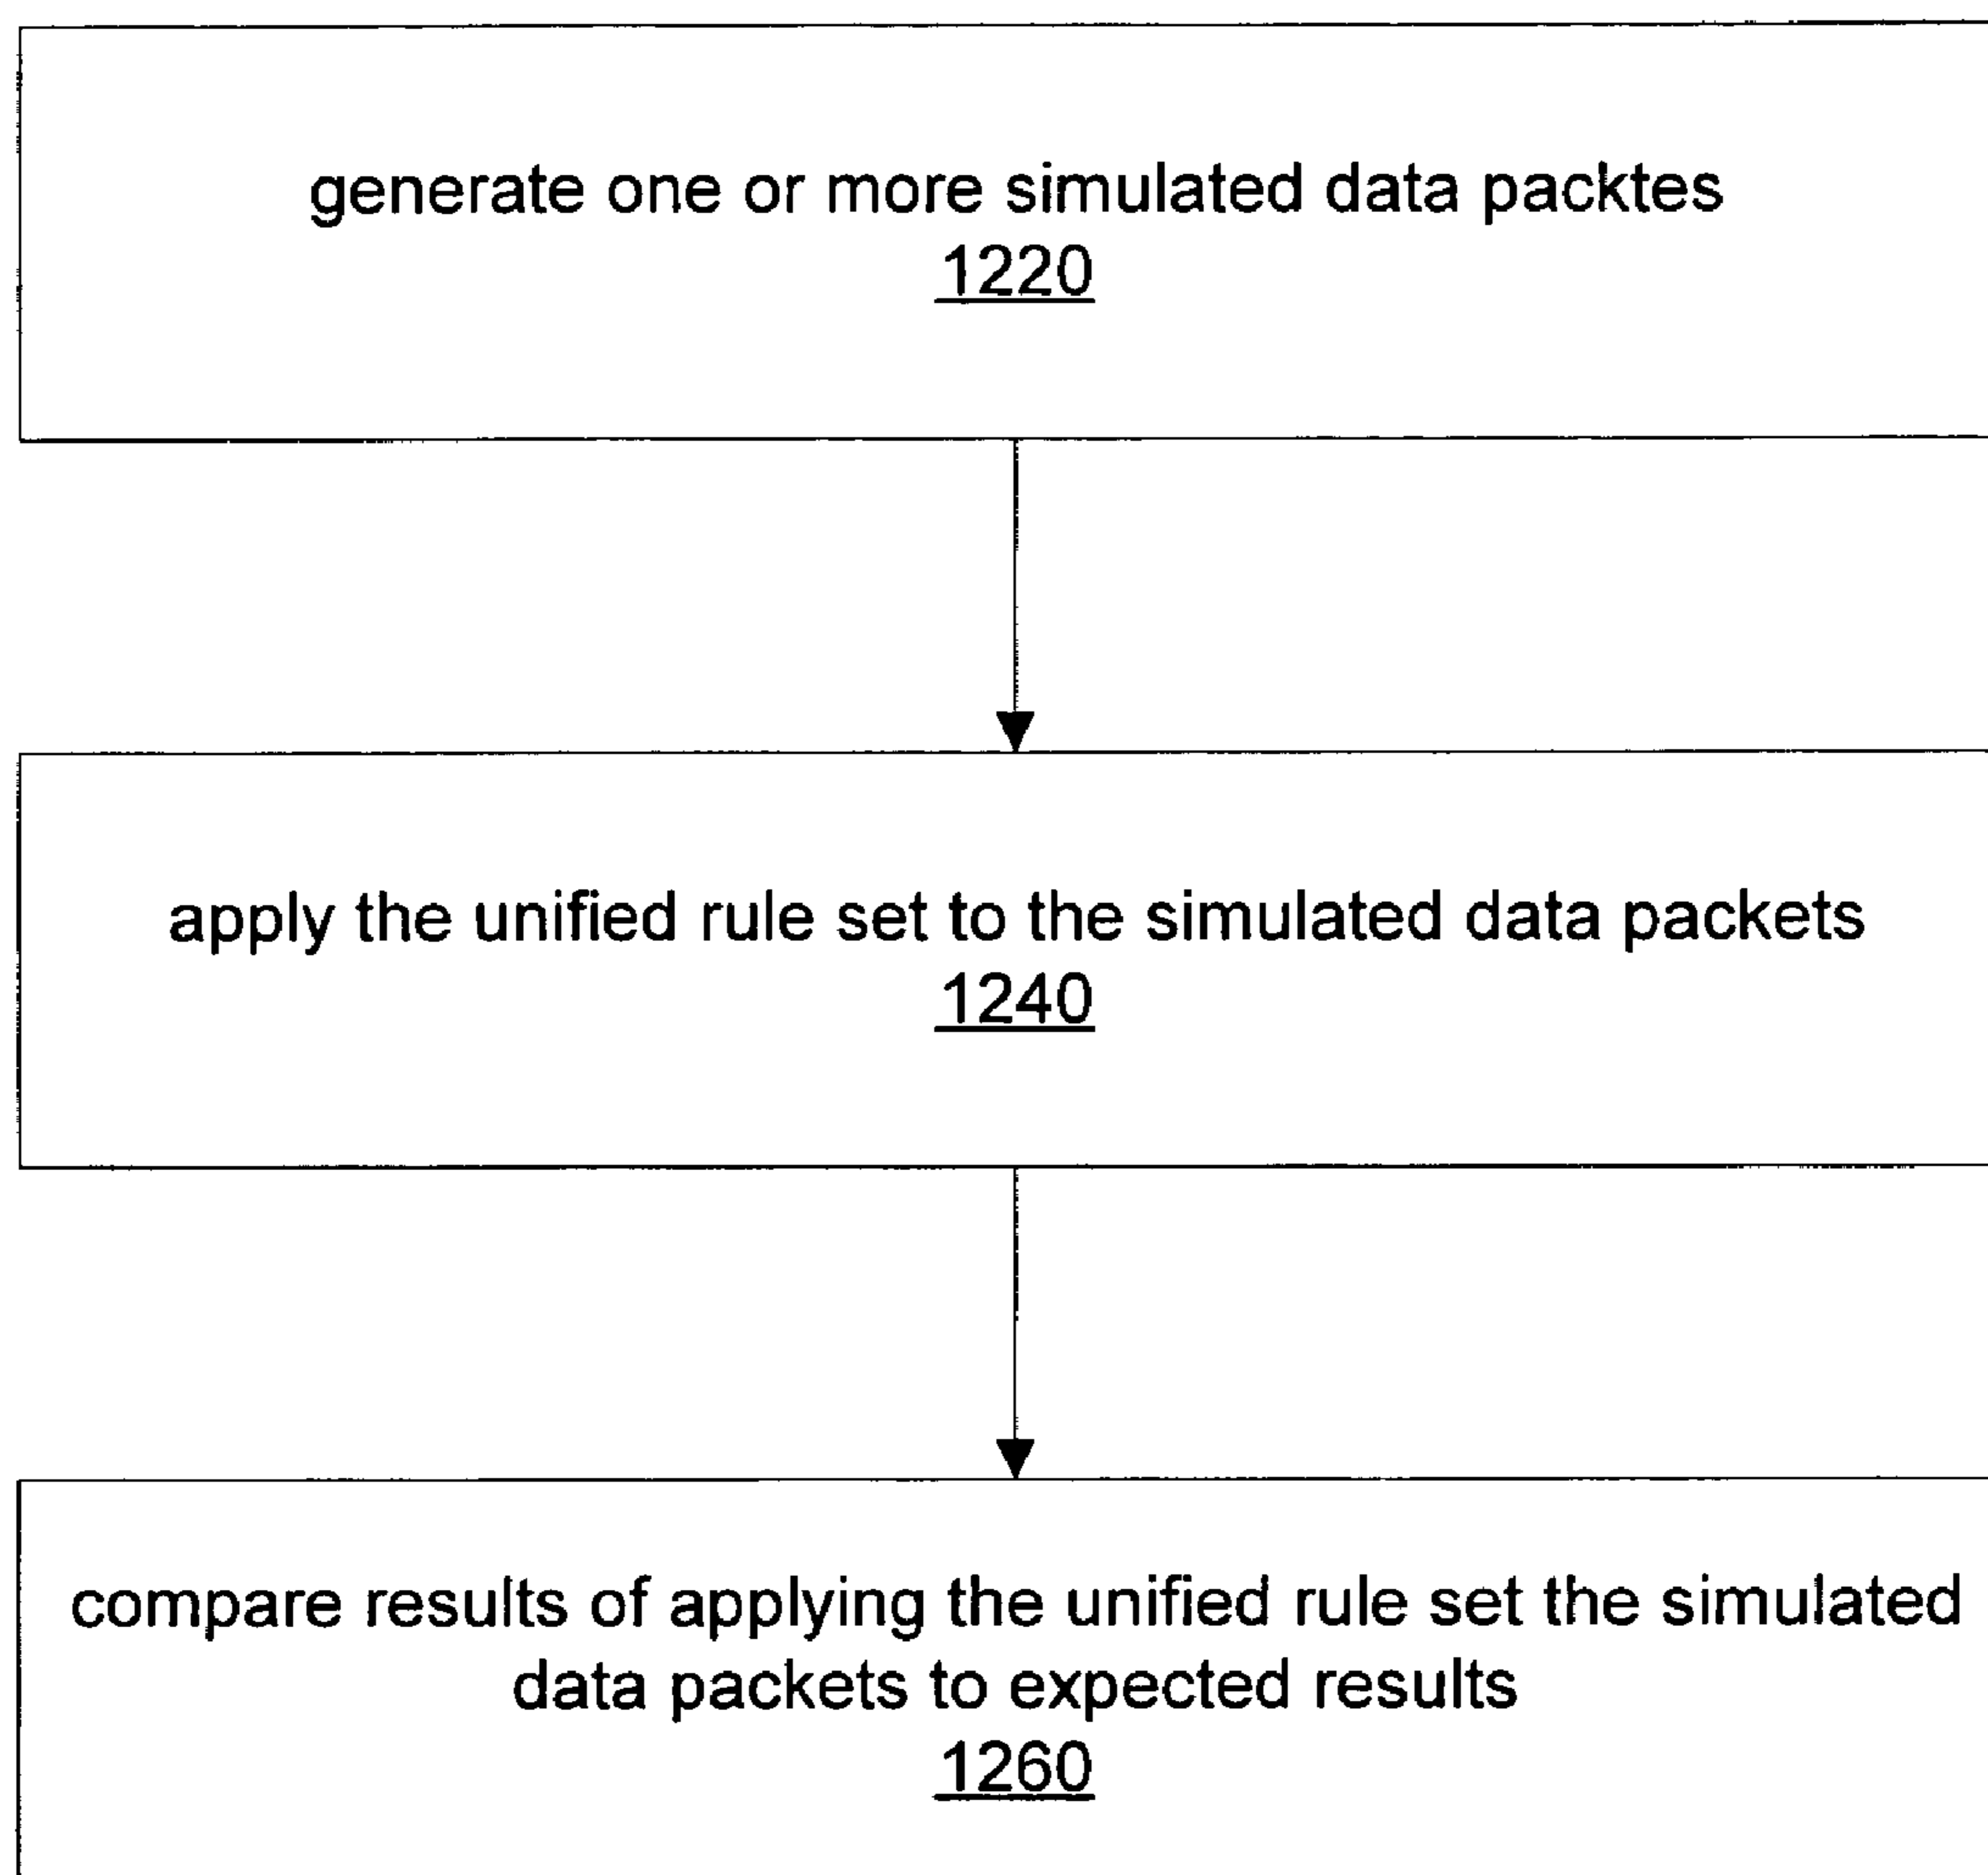 generate one or more simulated data packtes
1220
apply the unified rule set to the simulated data packets
1240
compare results of applying the unified rule set the simulated
data packets to expected results
1260